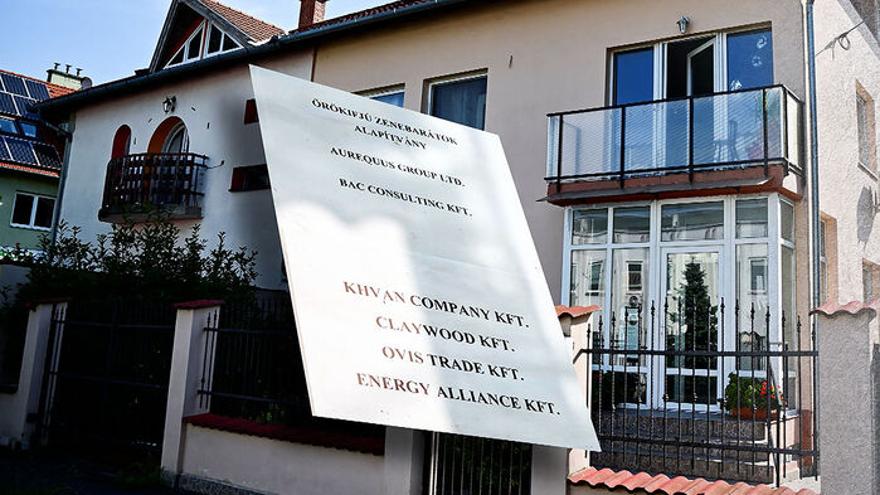 ÖRÖKIFJÚ ZENEBARÁTOK
ALAPÍTVÁNY
AUREQUUS GROUP LTD.
BAC CONSULTING KFT.
KHVAN COMPANY KFT.
CLAYWOOD KFT.
OVIS TRADE KFT.
ENERGY ALLIANCE KFT.